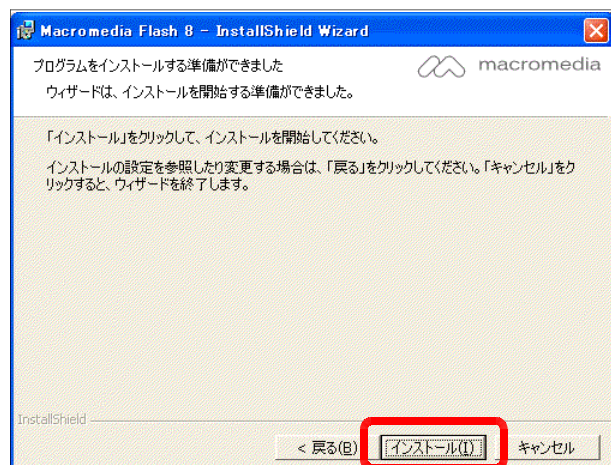 Macromedia Flash 8 - InstallShield Wizard
プログラムをインストールする準備ができました
macromedia
ウィザードは、インストールを開始する準備ができました。
「インストール」をクリックして、インストールを開始してください。
インストールの設定を参照したり変更する場合は、「戻る」をクリックしてください。「キャンセル」をク
リックすると、ウィザードを終了します。
InstallShield
< 戻る(B) インストール(I) キャンセル